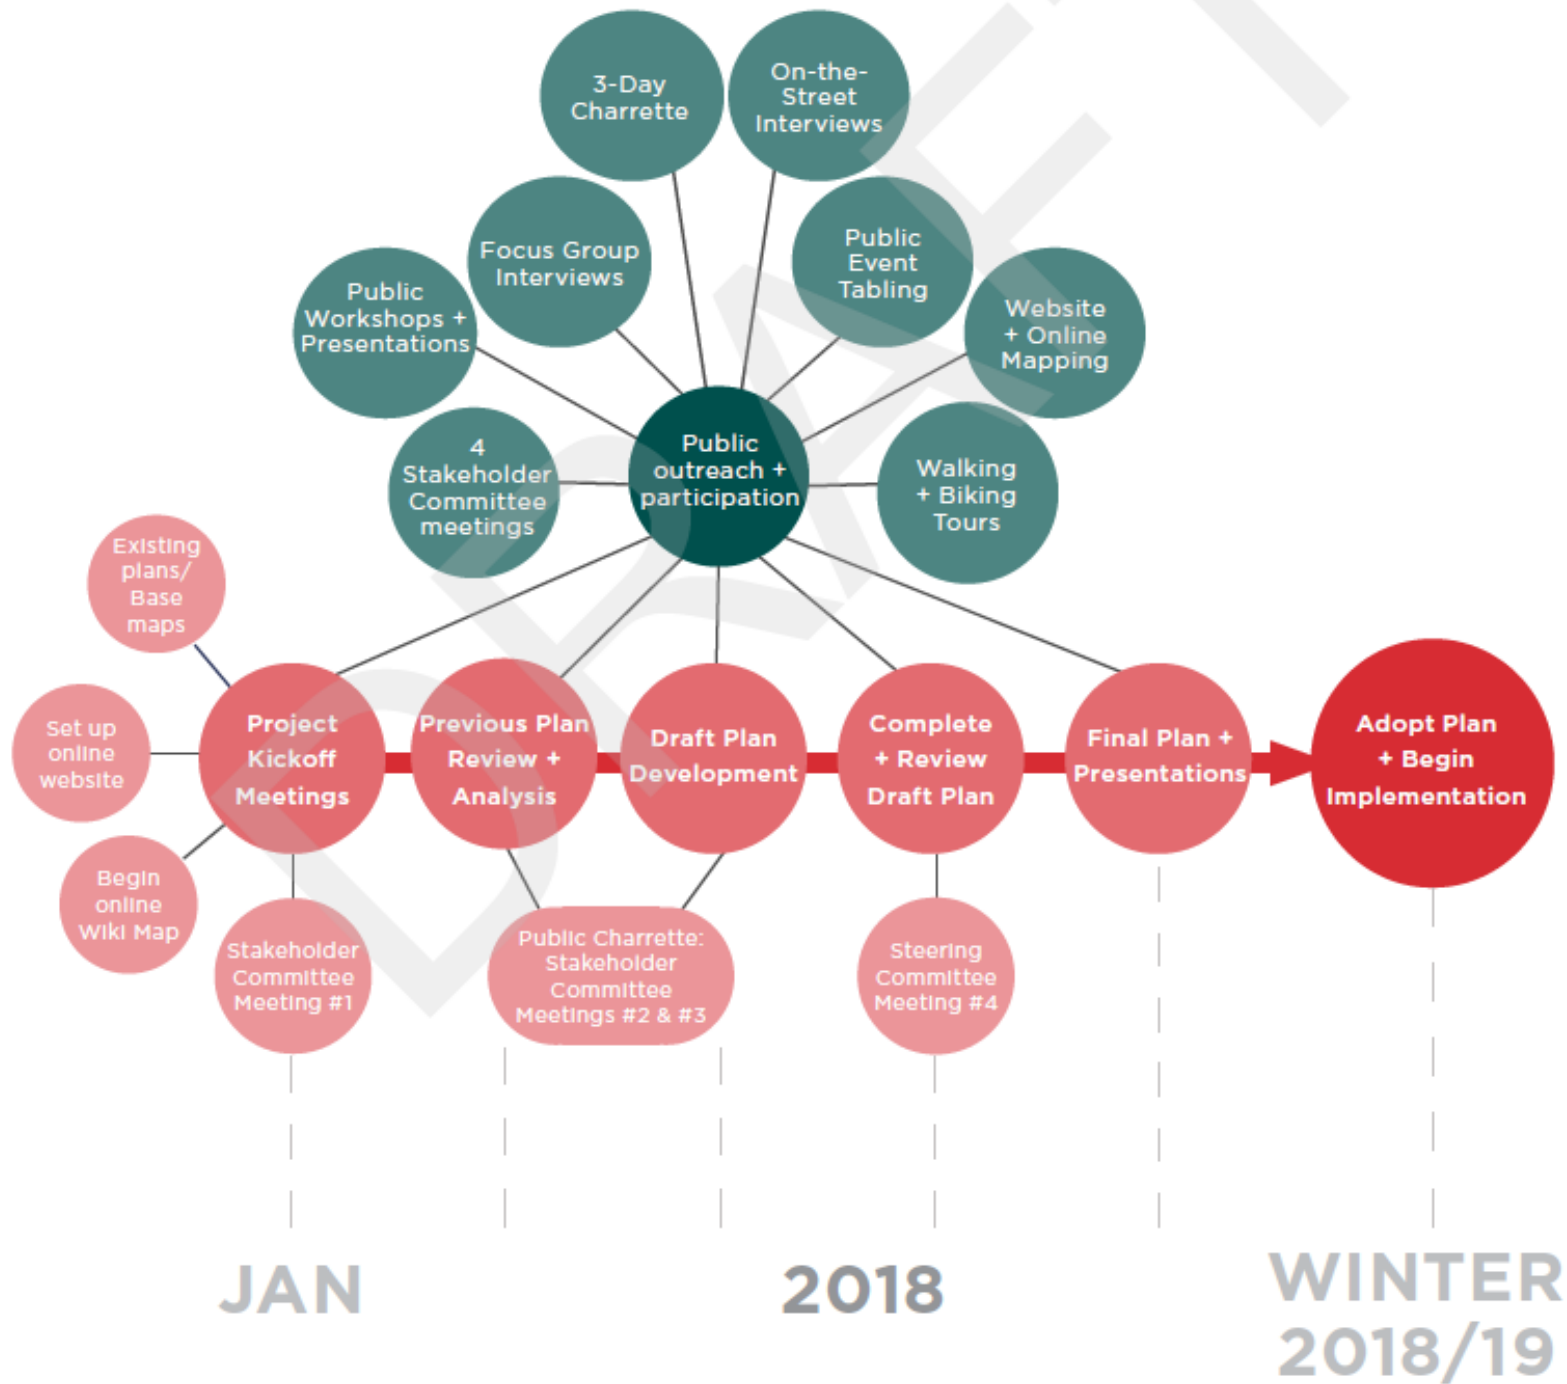 3-Day
Charrette
On-the-
Street
Interviews
Focus Group
Interviews
Public
Event
Tabling
Public
Workshops +
Presentations
Website
+ Online
Mapping
4
Stakeholder
Committee
meetings
Public
outreach +
participation
Walking
+ Biking
Tours
Existing
plans/
Base
maps
Set up
online
website
Begin
online
Wiki Map
Project
Kickoff
Meetings
Previous Plan
Review +
Analysis
Draft Plan
Development
Complete
+ Review
Draft Plan
Final Plan +
Presentations
Adopt Plan
+ Begin
Implementation
Stakeholder
Committee
Meeting #1
Public Charrette:
Stakeholder
Committee
Meetings #2 & #3
Steering
Committee
Meeting #4
JAN
2018
WINTER
2018/19
DRAFT